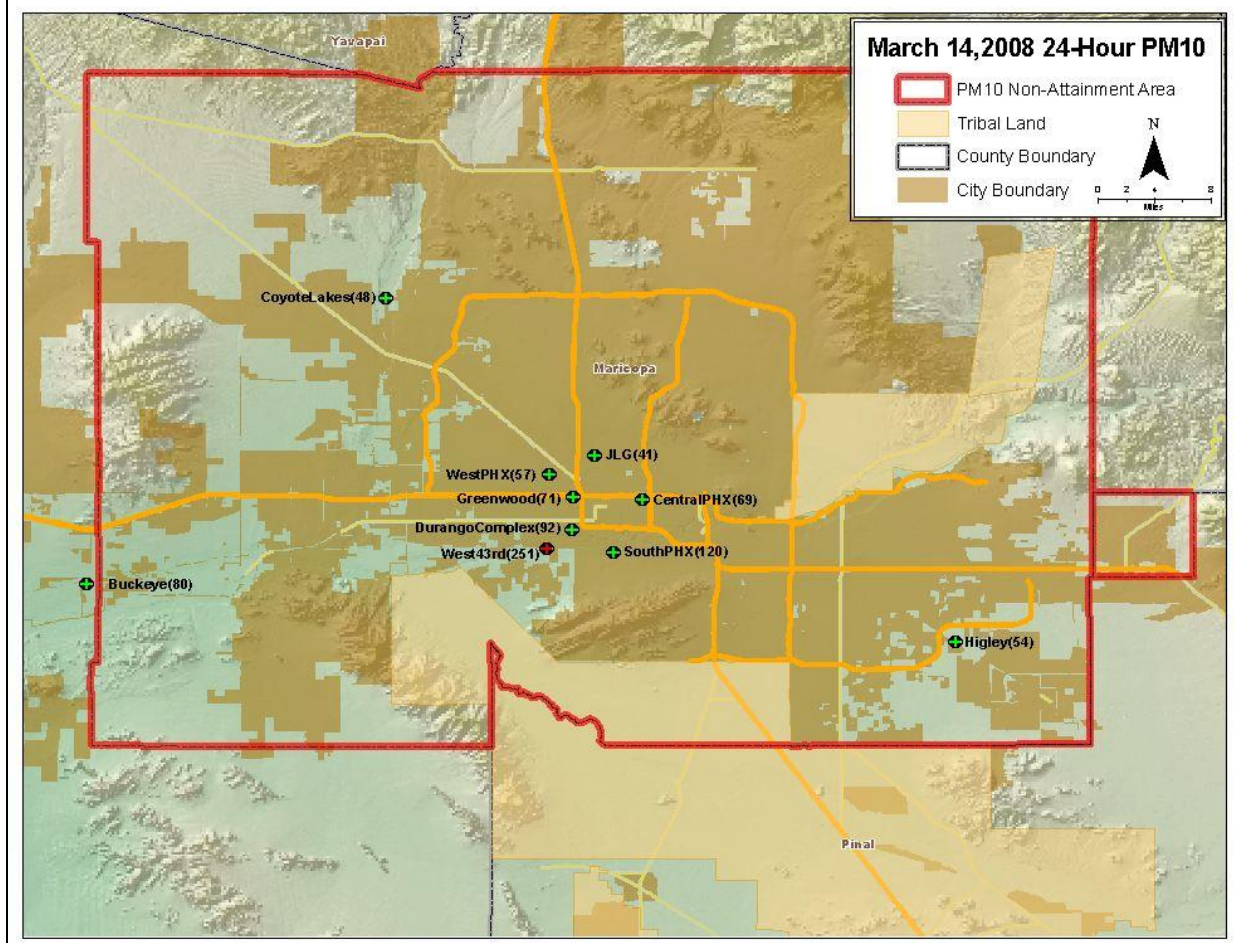 Yavapai
March 14,2008 24-Hour PM10
PM10 Non-Attainment Area
Tribal Land
County Boundary
City Boundary
N
0 2 4 8
Miles
CoyoteLakes(48)
Maricopa
JLG(41)
WestPHX(57)
Greenwood(71)
CentralPHX(69)
DurangoComplex(92)
West43rd(251)
SouthPHX(120)
Buckeye(80)
Higley(54)
Pinal